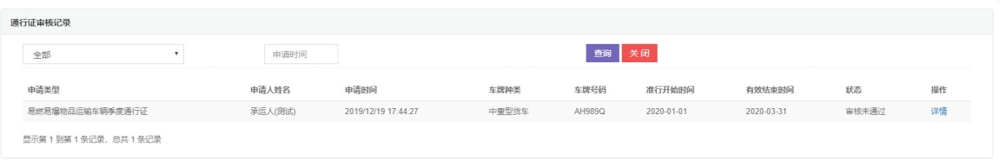 通行证审核记录
全部 申请时间 查询 关闭
申请类型 申请人姓名 申请时间 车牌种类 车牌号码 准行开始时间 有效结束时间 状态 操作
易燃易爆物品运输车辆季度通行证 承运人(测试) 2019/12/19 17:44:27 中重型货车 AH989Q 2020-01-01 2020-03-31 审核未通过 详情
显示第 1 到第 1 条记录，总共 1 条记录